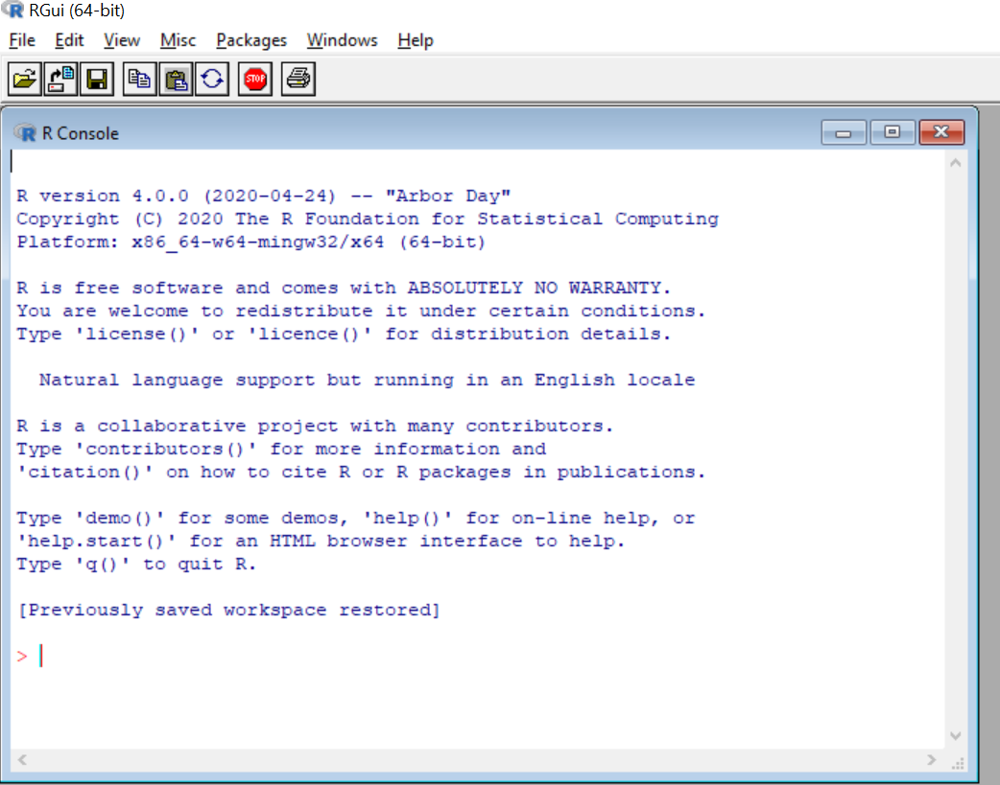 RGui (64-bit)
File Edit View Misc Packages Windows Help
STOP
R Console
R version 4.0.0 (2020-04-24) -- "Arbor Day"
Copyright (C) 2020 The R Foundation for Statistical Computing
Platform: x86_64-w64-mingw32/x64 (64-bit)
R is free software and comes with ABSOLUTELY NO WARRANTY.
You are welcome to redistribute it under certain conditions.
Type 'license()' or 'licence()' for distribution details.
Natural language support but running in an English locale
R is a collaborative project with many contributors.
Type 'contributors()' for more information and
'citation()' on how to cite R or R packages in publications.
Type 'demo()' for some demos, 'help()' for on-line help, or
'help.start()' for an HTML browser interface to help.
Type 'q()' to quit R.
[Previously saved workspace restored]
>